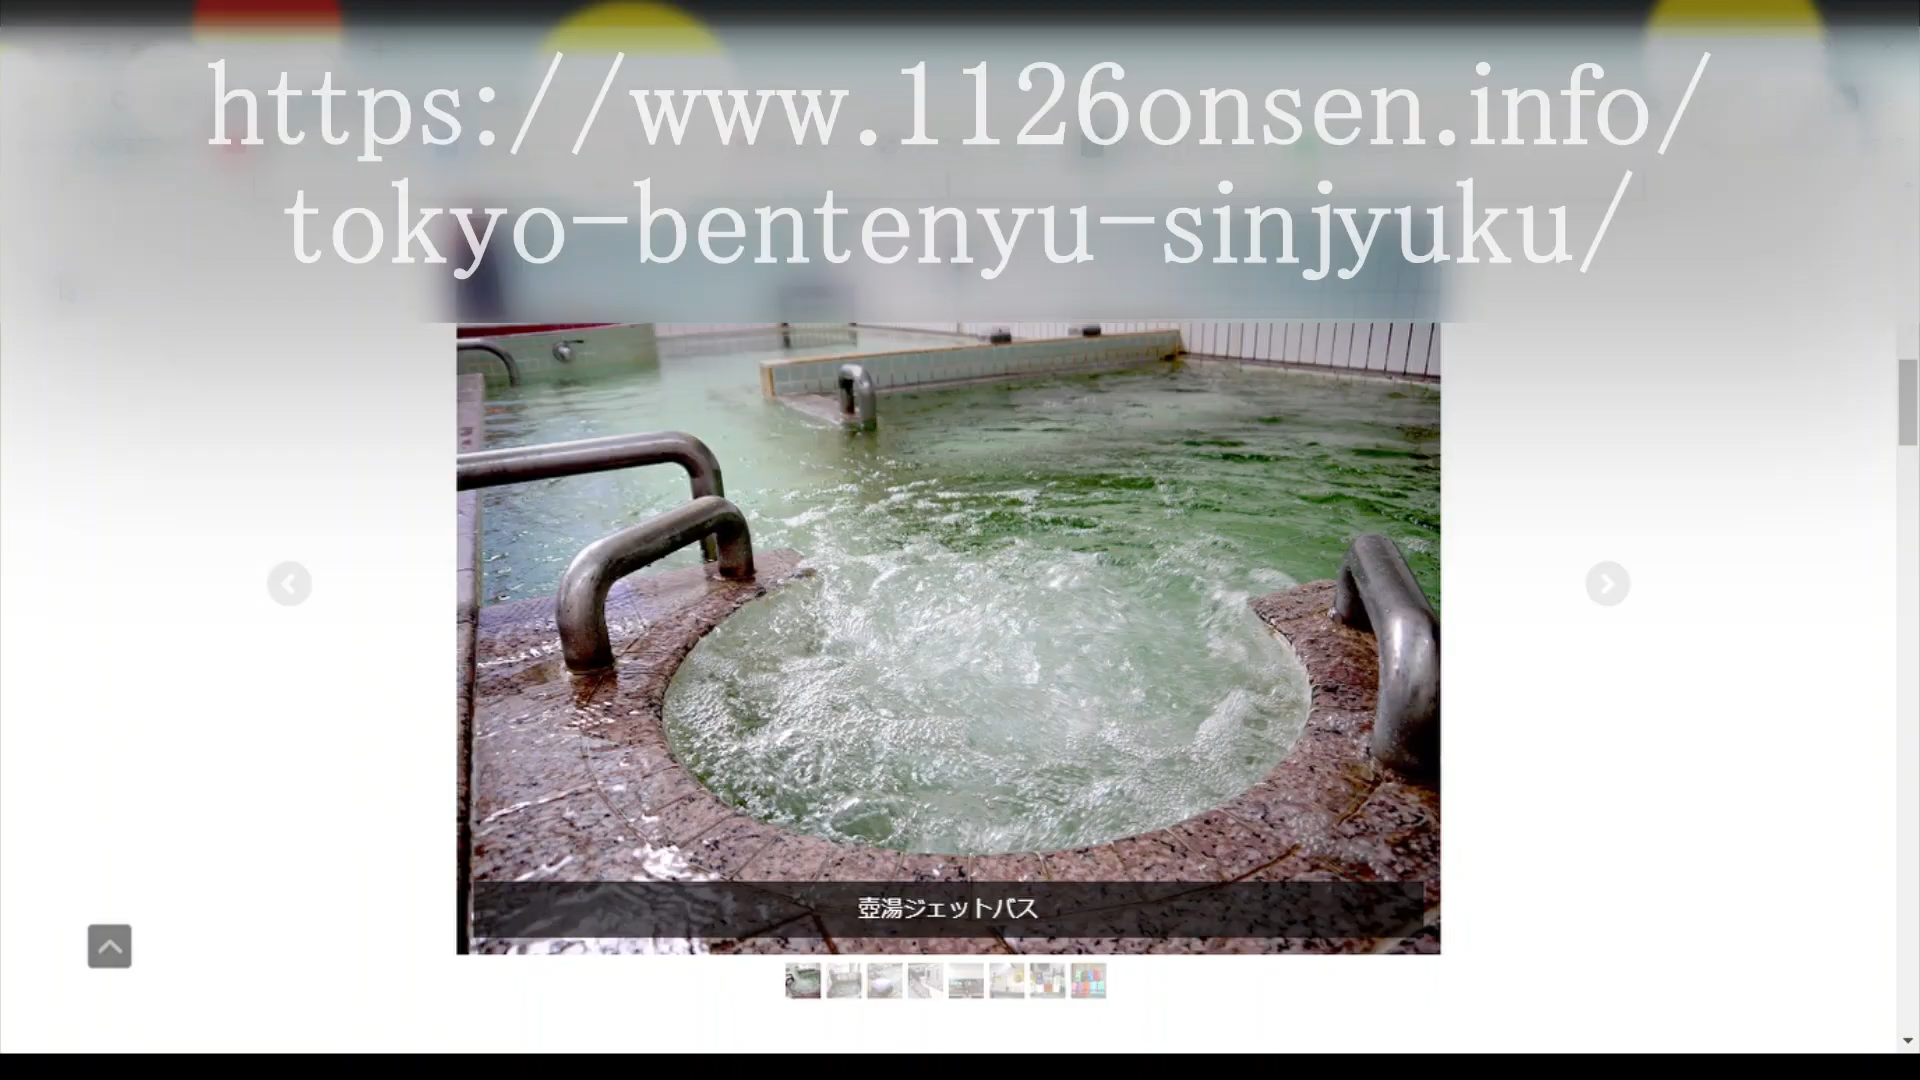 https://www.1126onsen.info/
tokyo-bentenyu-sinjyuku/
壺湯ジェットバス